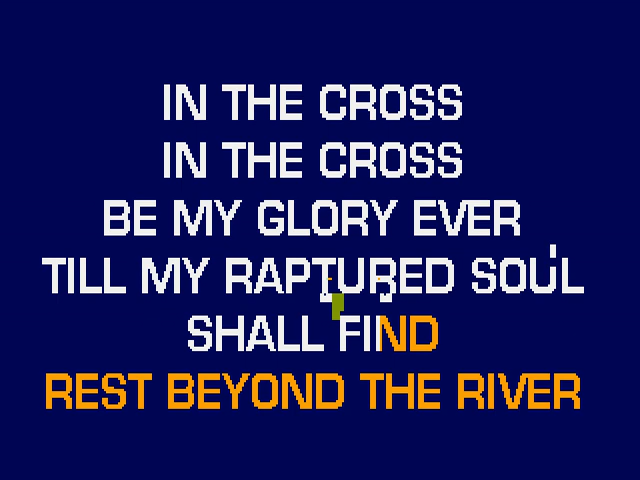 IN THE CROSS
IN THE CROSS
BE MY GLORY EVER
TILL MY RAPTURED SOUL
SHALL FIND
REST BEYOND THE RIVER